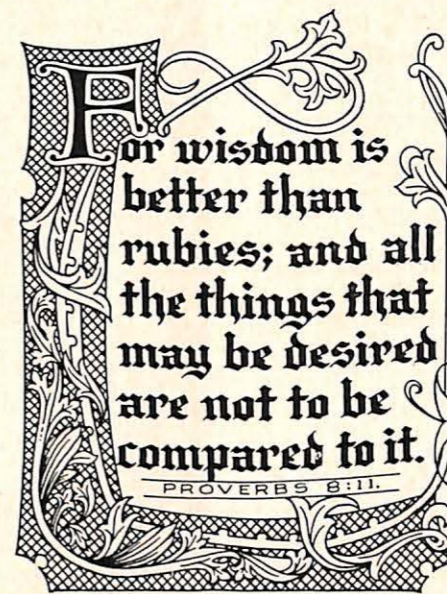 For wisdom is
better than
rubies; and all
the things that
may be desired
are not to be
compared to it.
PROVERBS 8:11.